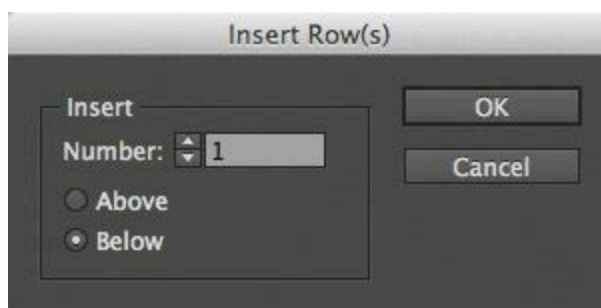 Insert Row(s)
Insert
Number: 1
Above
Below
OK
Cancel